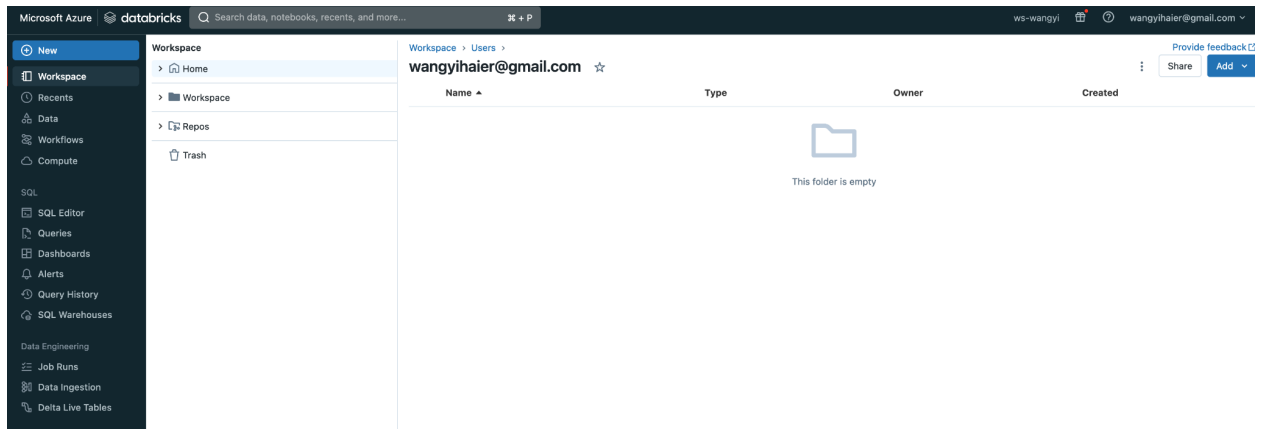 Microsoft Azure databricks Search data, notebooks, recents, and more... ⌘ + P ws-wangyi wangyihaier@gmail.com
New
Workspace
Recents
Data
Workflows
Compute
SQL
SQL Editor
Queries
Dashboards
Alerts
Query History
SQL Warehouses
Data Engineering
Job Runs
Data Ingestion
Delta Live Tables
Workspace
Home
Workspace
Repos
Trash
Workspace > Users >
Provide feedback
wangyihaier@gmail.com
Share Add
Name Type Owner Created
This folder is empty